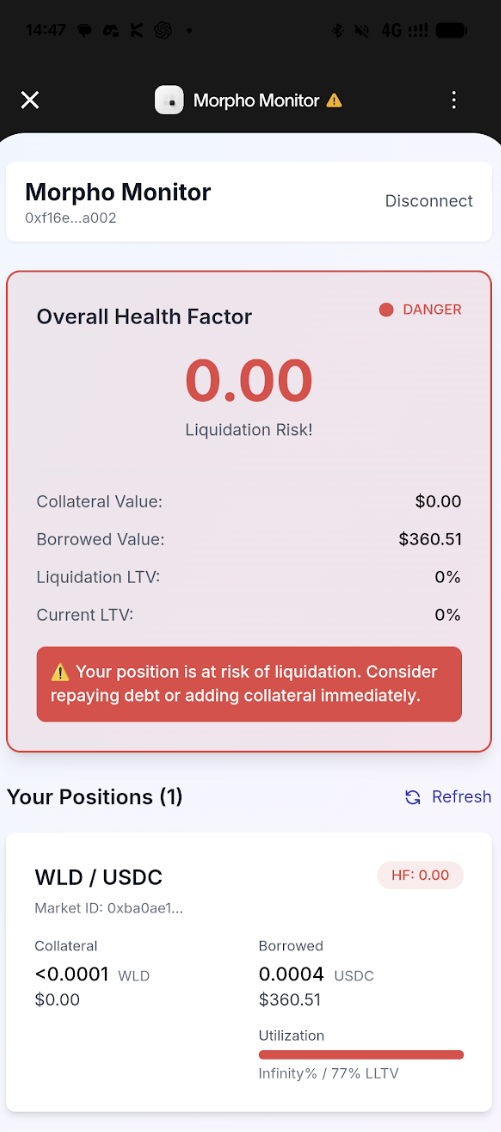 14:47
4G
Morpho Monitor ⚠️
Morpho Monitor
0xf16e...a002
Disconnect
Overall Health Factor
DANGER
0.00
Liquidation Risk!
Collateral Value: $0.00
Borrowed Value: $360.51
Liquidation LTV: 0%
Current LTV: 0%
⚠️ Your position is at risk of liquidation. Consider
repaying debt or adding collateral immediately.
Your Positions (1)
Refresh
WLD / USDC
HF: 0.00
Market ID: 0xba0ae1...
Collateral
Borrowed
<0.0001 WLD
0.0004 USDC
$0.00
$360.51
Utilization
Infinity% / 77% LLTV